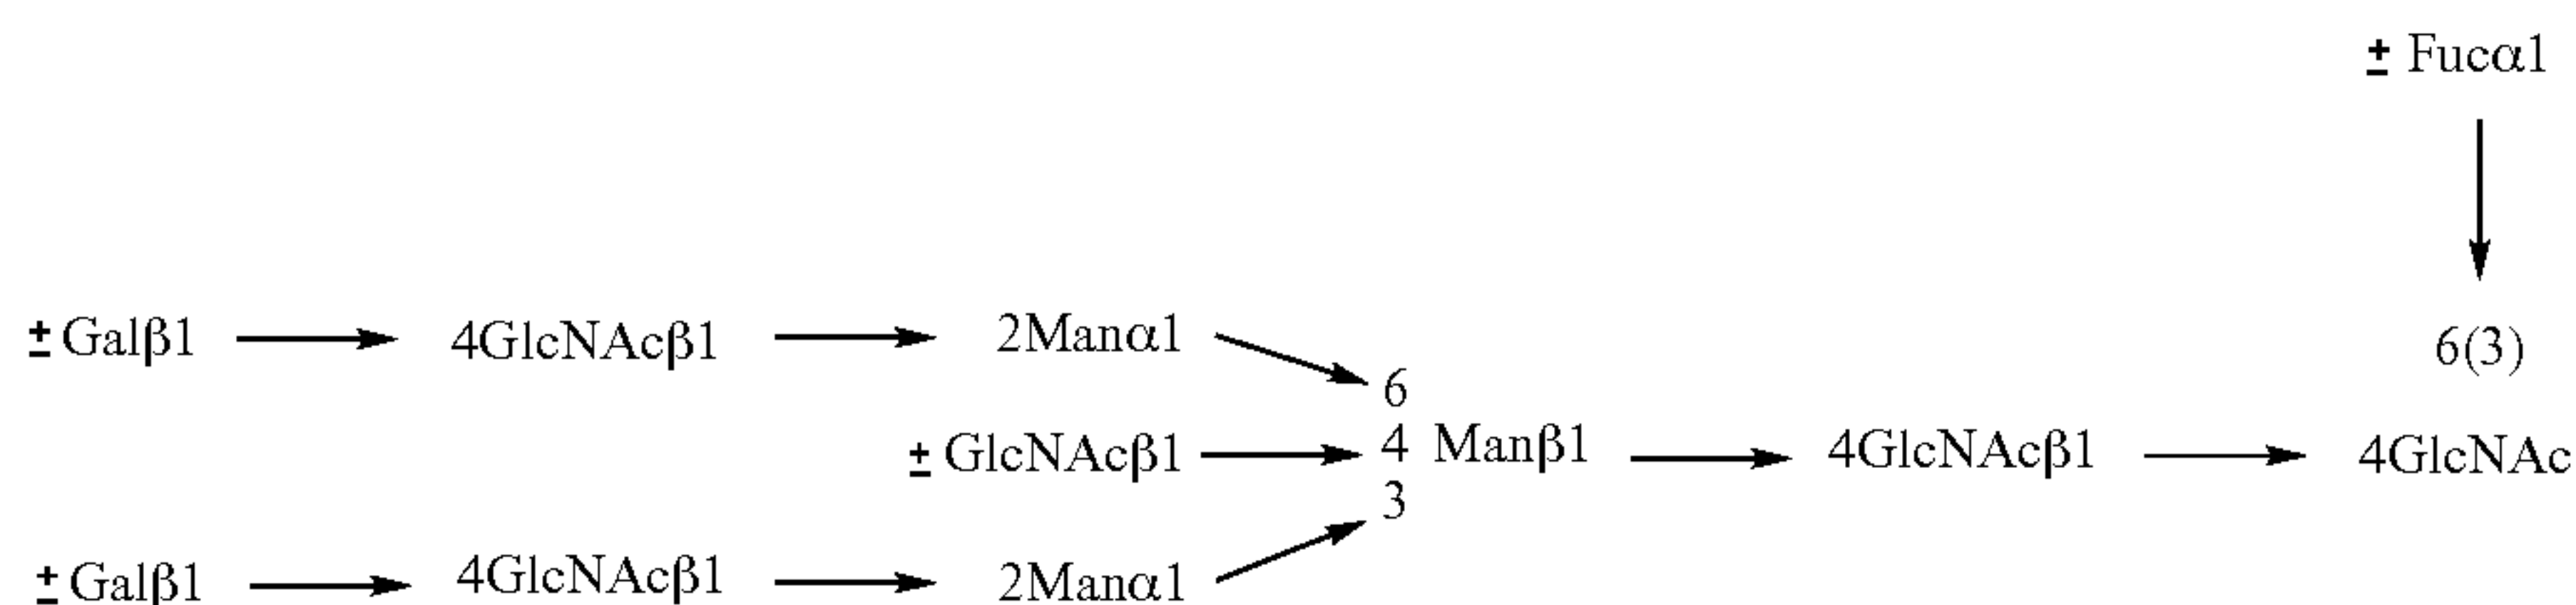 ± Fucα1
± Galβ1 4GlcNAcβ1 2Manα1 6(3)
6
± GlcNAcβ1 4 Manβ1 4GlcNAcβ1 4GlcNAc
3
± Galβ1 4GlcNAcβ1 2Manα1